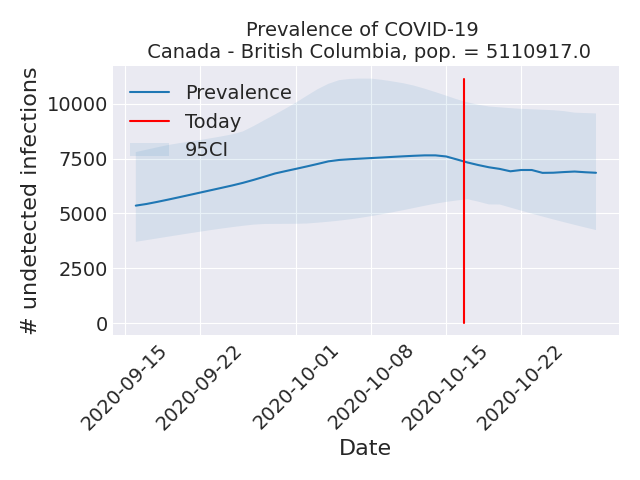 Prevalence of COVID-19
Canada - British Columbia, pop. = 5110917.0
# undetected infections
10000
7500
5000
2500
0
Prevalence
Today
95CI
2020-09-15
2020-09-22
2020-10-01
2020-10-08
2020-10-15
2020-10-22
Date